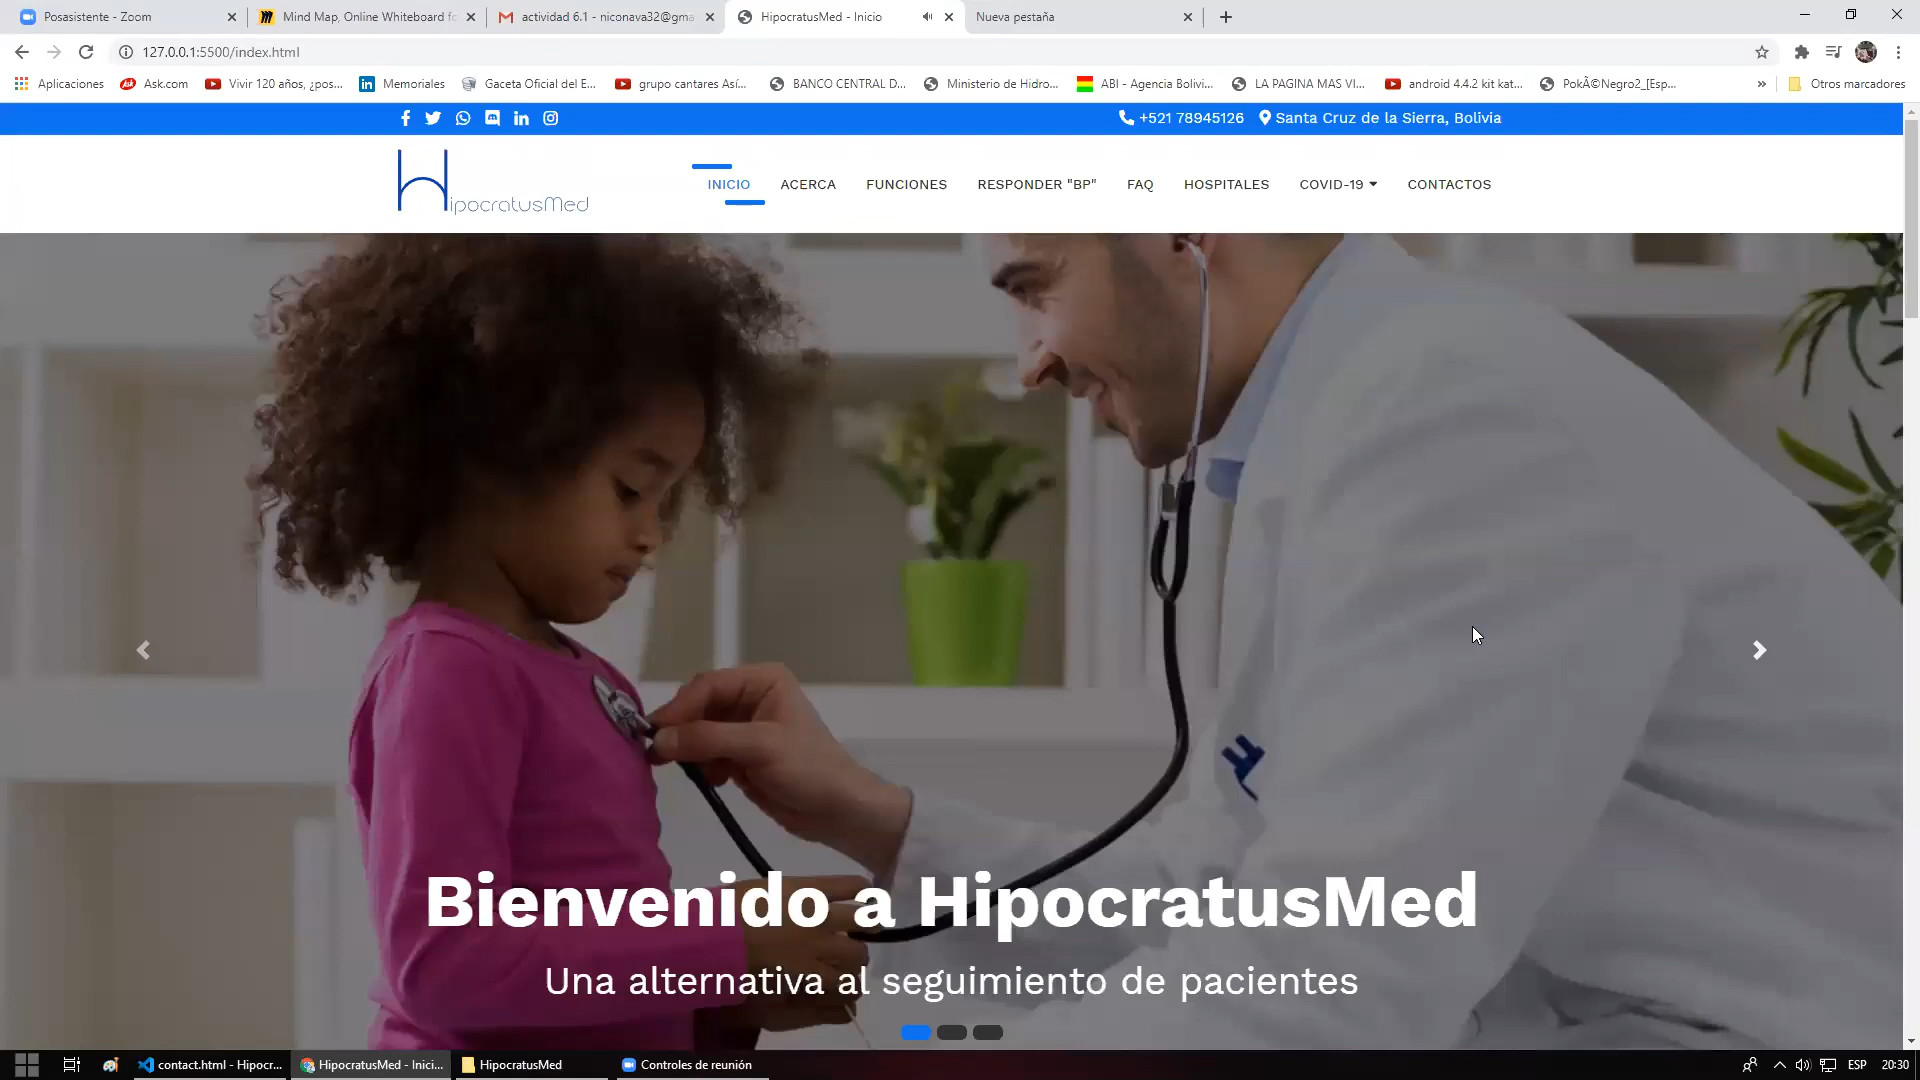 Posasistente - Zoom
Mind Map, Online Whiteboard fo
actividad 6.1 - niconava32@gma
HipocratusMed - Inicio
Nueva pestaña
127.0.0.1:5500/index.html
Aplicaciones
Ask.com
Vivir 120 años, ¿pos...
Memoriales
Gaceta Oficial del E...
grupo cantares Así...
BANCO CENTRAL D...
Ministerio de Hidro...
ABI - Agencia Bolivi...
LA PAGINA MAS VI...
android 4.4.2 kit kat...
PokÃ©Negro2_[Esp...
»
Otros marcadores
+521 78945126
Santa Cruz de la Sierra, Bolivia
HipocratusMed
INICIO
ACERCA
FUNCIONES
RESPONDER "BP"
FAQ
HOSPITALES
COVID-19
CONTACTOS
Bienvenido a HipocratusMed
Una alternativa al seguimiento de pacientes
contact.html - Hipocr...
HipocratusMed - Inici...
HipocratusMed
Controles de reunión
ESP
20:30